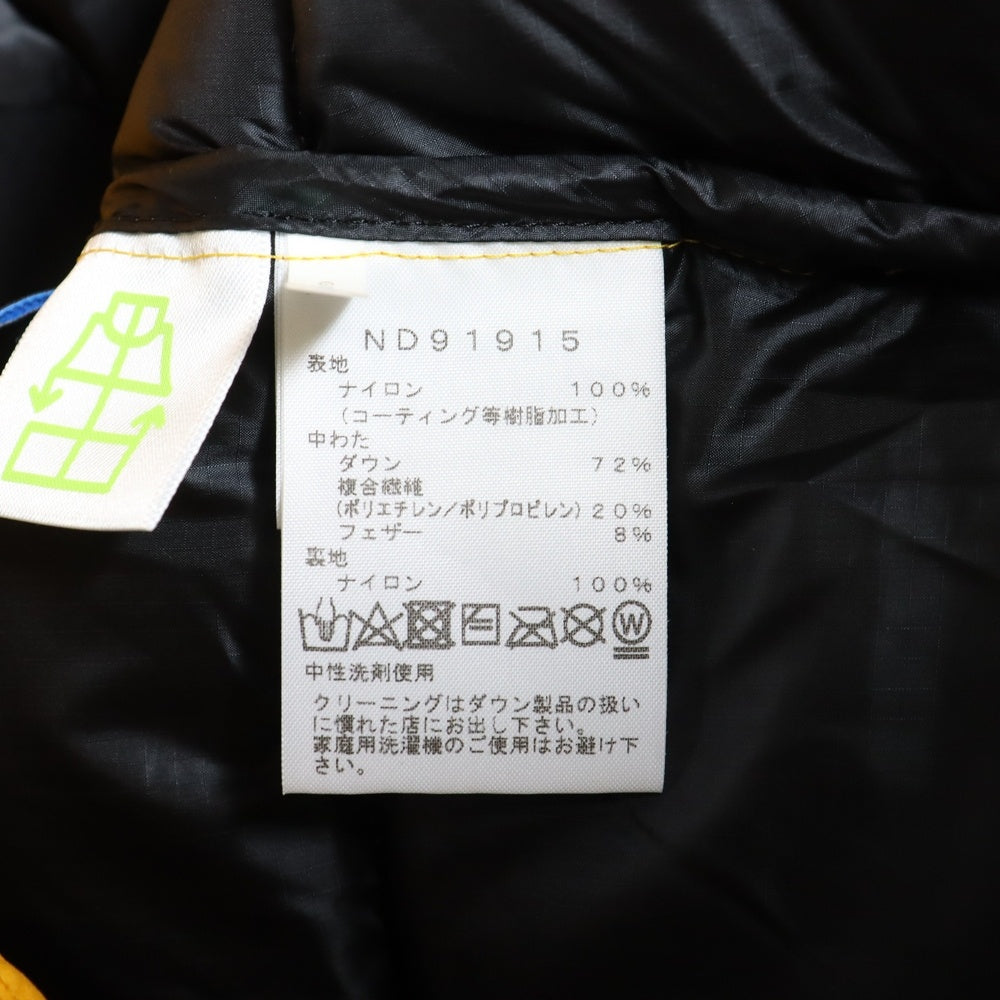 ND91915
表地
ナイロン 100%
(コーティング等樹脂加工)
中わた
ダウン 72%
複合繊維
(ポリエチレン/ポリプロピレン) 20%
フェザー 8%
裏地
ナイロン 100%
W
中性洗剤使用
クリーニングはダウン製品の扱い
に慣れた店にお出し下さい。
家庭用洗濯機のご使用はお避け下
さい。